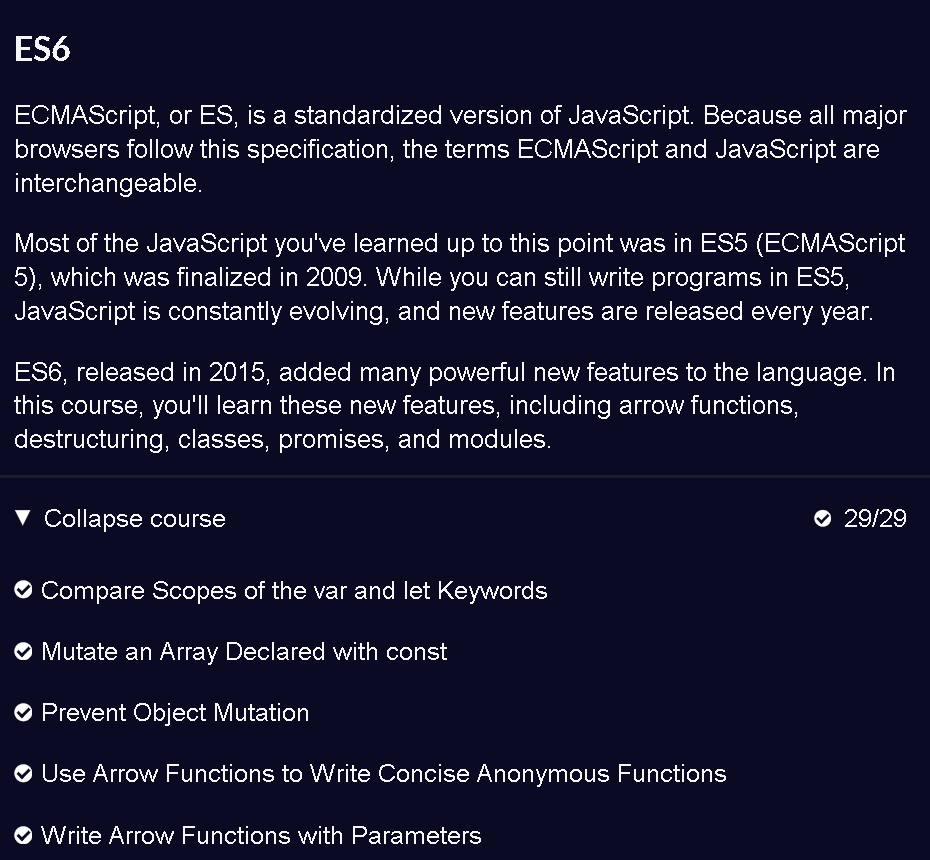 ES6
ECMAScript, or ES, is a standardized version of JavaScript. Because all major
browsers follow this specification, the terms ECMAScript and JavaScript are
interchangeable.
Most of the JavaScript you've learned up to this point was in ES5 (ECMAScript
5), which was finalized in 2009. While you can still write programs in ES5,
JavaScript is constantly evolving, and new features are released every year.
ES6, released in 2015, added many powerful new features to the language. In
this course, you'll learn these new features, including arrow functions,
destructuring, classes, promises, and modules.
Collapse course 29/29
Compare Scopes of the var and let Keywords
Mutate an Array Declared with const
Prevent Object Mutation
Use Arrow Functions to Write Concise Anonymous Functions
Write Arrow Functions with Parameters